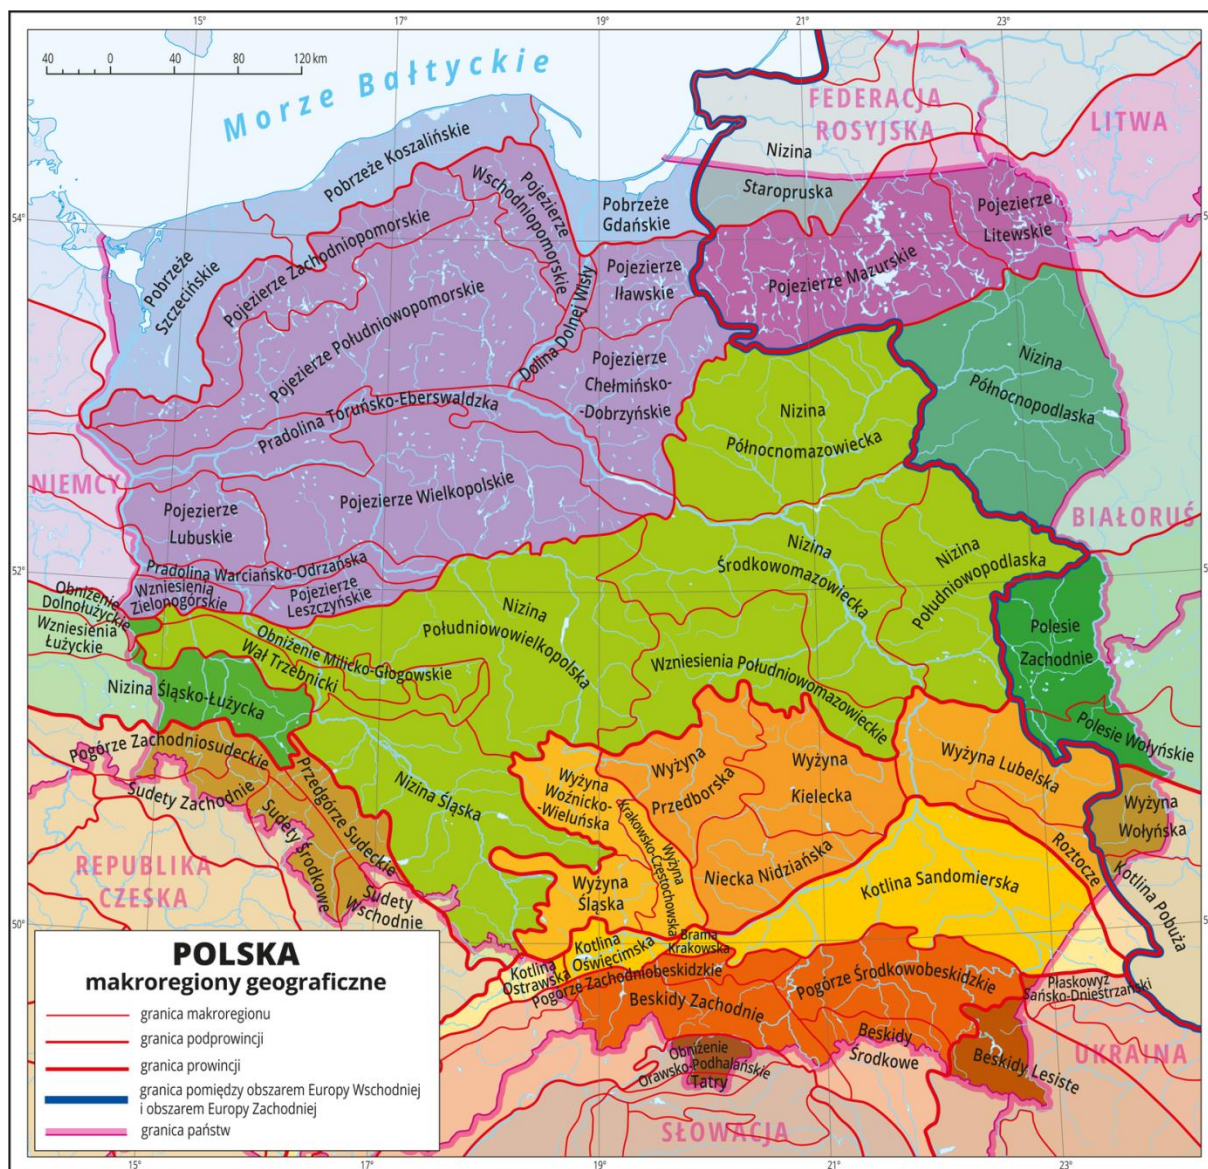 15°
17°
19°
21°
23°
40 0 40 80 120 km
Morze Bałtyckie
FEDERACJA
ROSYJSKA
LITWA
Nizina
Staropruska
54°
Pobrzeże Koszalińskie
Pobrzeże
Szczecińskie
Pobrzeże
Gdańskie
Pojezierze Zachodniopomorskie
Pojezierze
Wschodniopomorskie
Pojezierze Południowopomorskie
Dolina Dolnej Wisły
Pojezierze
Iławskie
Pojezierze Mazurskie
Pojezierze
Litewskie
Pojezierze
Chełmińsko-
-Dobrzyńskie
Pradolina Toruńsko-Eberswaldzka
Nizina
Północnomazowiecka
Nizina
Północnopodlaska
NIEMCY
BIAŁORUŚ
Pojezierze
Lubuskie
Pojezierze Wielkopolskie
52°
Pradolina Warciańsko-Odrzańska
Wzniesienia
Zielonogórskie
Pojezierze
Leszczyńskie
Nizina
Środkowomazowiecka
Nizina
Południowopodlaska
Obniżenie
Dolnołużyckie
Wzniesienia
Łużyckie
Obniżenie Milicko-Głogowskie
Wał Trzebnicki
Nizina
Południowowielkopolska
Wzniesienia Południowomazowieckie
Polesie
Zachodnie
Polesie Wołyńskie
Nizina Śląsko-Łużycka
Pogórze Zachodniosudeckie
Sudety Zachodnie
Przedgórze Sudeckie
Sudety Środkowe
Sudety
Wschodnie
Nizina Śląska
Wyżyna
Woźnicko-
-Wieluńska
Wyżyna
Przedborska
Wyżyna
Kielecka
Wyżyna Lubelska
Wyżyna
Wołyńska
Roztocze
Kotlina Pobuża
Wyżyna
Krakowsko-Częstochowska
Niecka Nidziańska
Wyżyna
Śląska
REPUBLIKA
CZESKA
50°
Kotlina Sandomierska
Brama
Krakowska
Kotlina
Oświęcimska
Kotlina
Ostrawska
Pogórze Zachodniobeskidzkie
Pogórze Środkowobeskidzkie
Płaskowyż
Sańsko-Dniestrzański
Beskidy Zachodnie
Beskidy
Środkowe
Beskidy Lesiste
Obniżenie
Orawsko-Podhalańskie
Tatry
UKRAINA
SŁOWACJA
POLSKA
makroregiony geograficzne
granica makroregionu
granica podprowincji
granica prowincji
granica pomiędzy obszarem Europy Wschodniej
i obszarem Europy Zachodniej
granica państw
15°
17°
19°
21°
23°